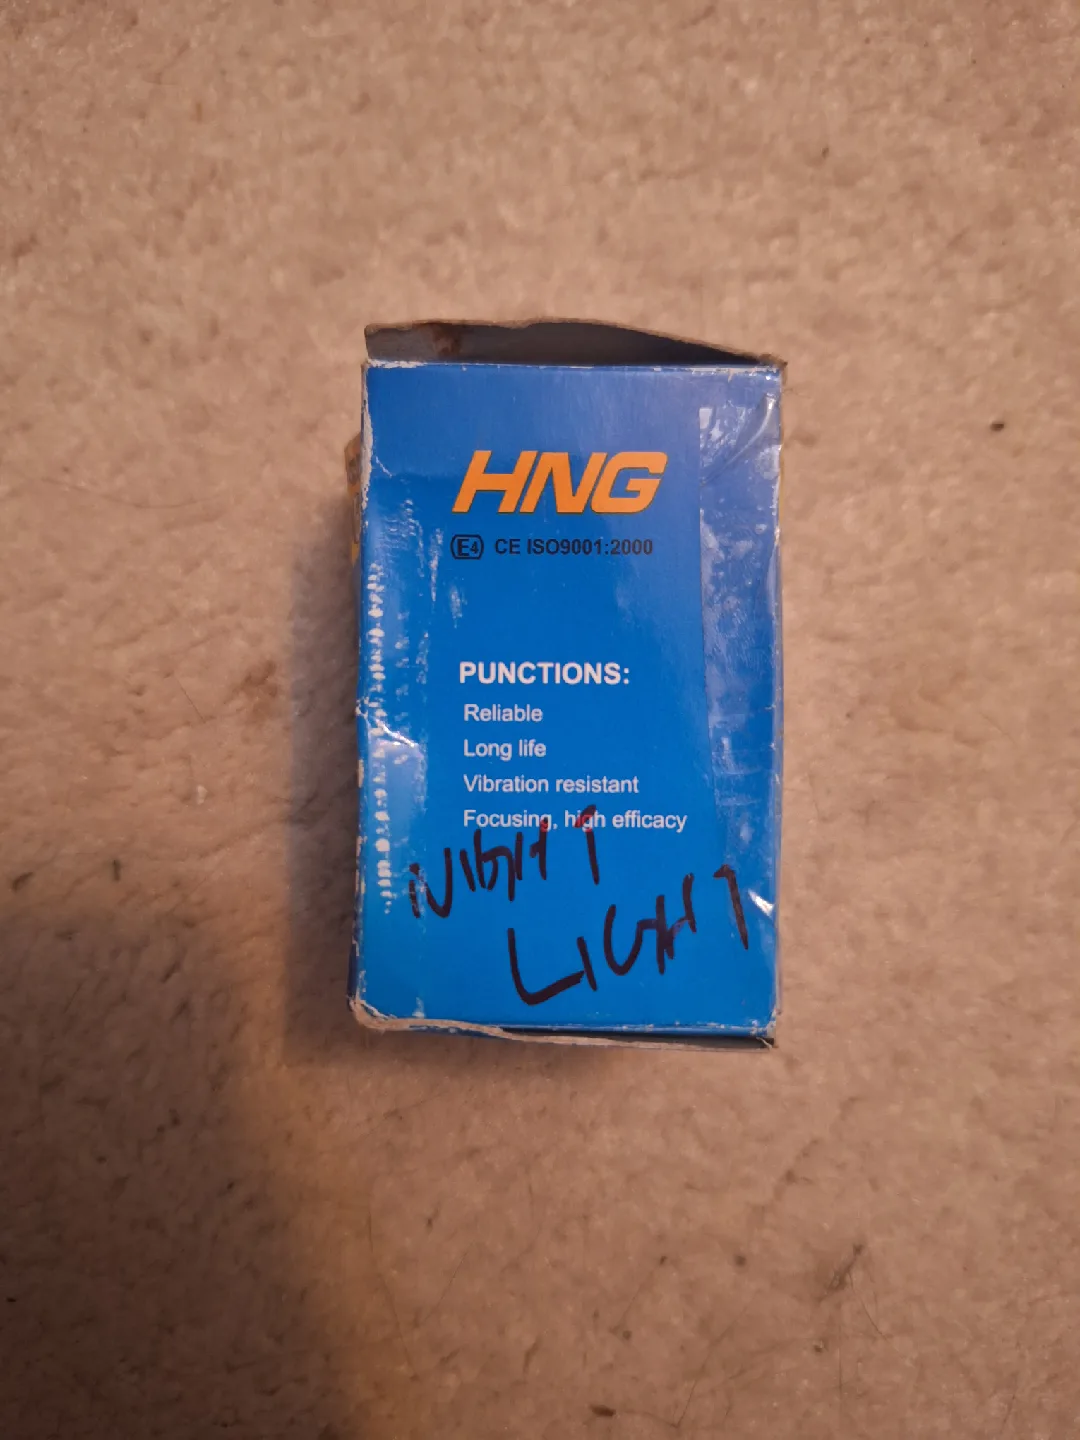 HNG
E4 CE ISO9001:2000
PUNCTIONS:
Reliable
Long life
Vibration resistant
Focusing, high efficacy
NIGHT
LIGHT